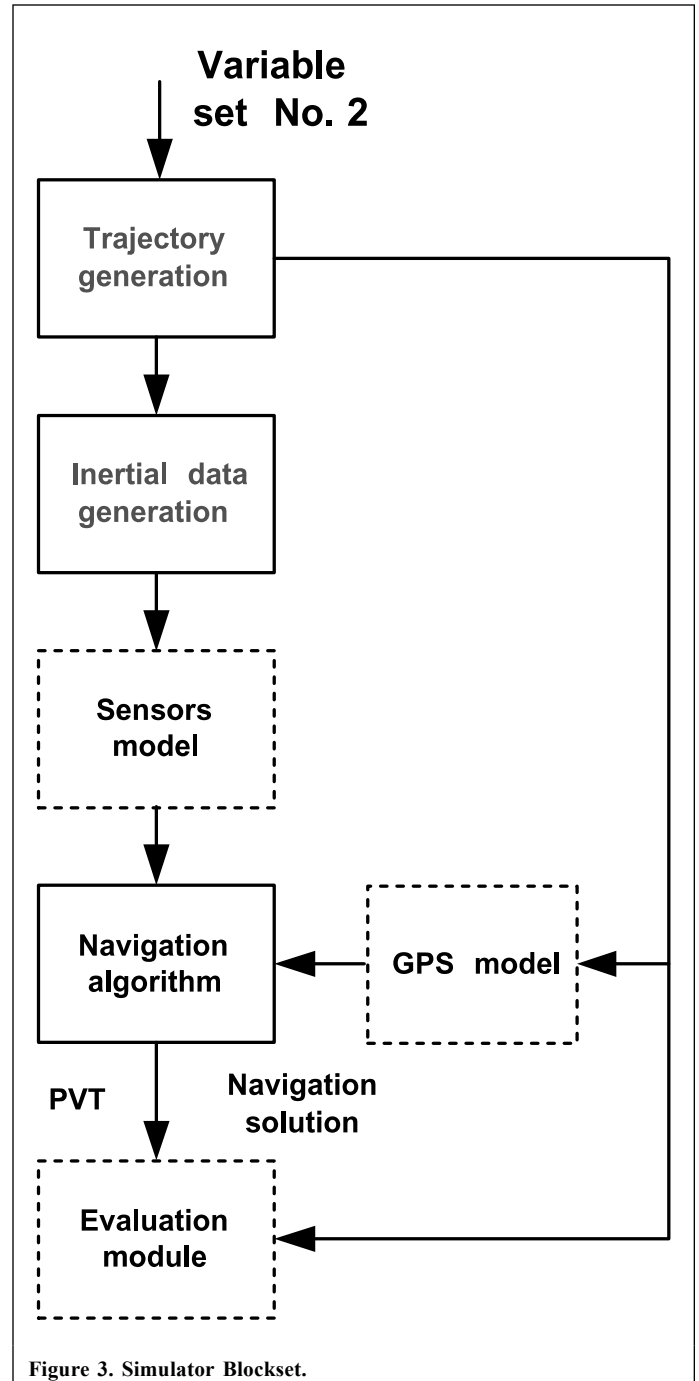 Variable
set No. 2
Trajectory
generation
Inertial data
generation
Sensors
model
Navigation
algorithm
GPS model
PVT
Navigation
solution
Evaluation
module
Figure 3. Simulator Blockset.